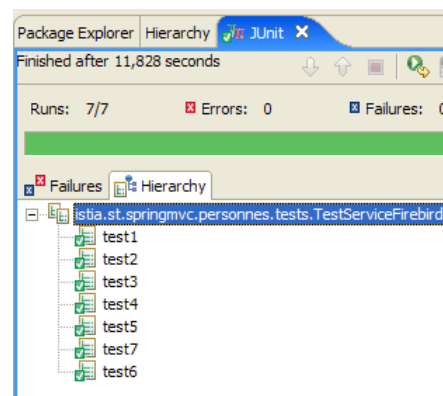 Package Explorer Hierarchy JUnit
Finished after 11,828 seconds
Runs: 7/7 Errors: 0 Failures: 0
Failures Hierarchy
istia.st.springmvc.personnes.tests.TestServiceFirebird
test1
test2
test3
test4
test5
test7
test6